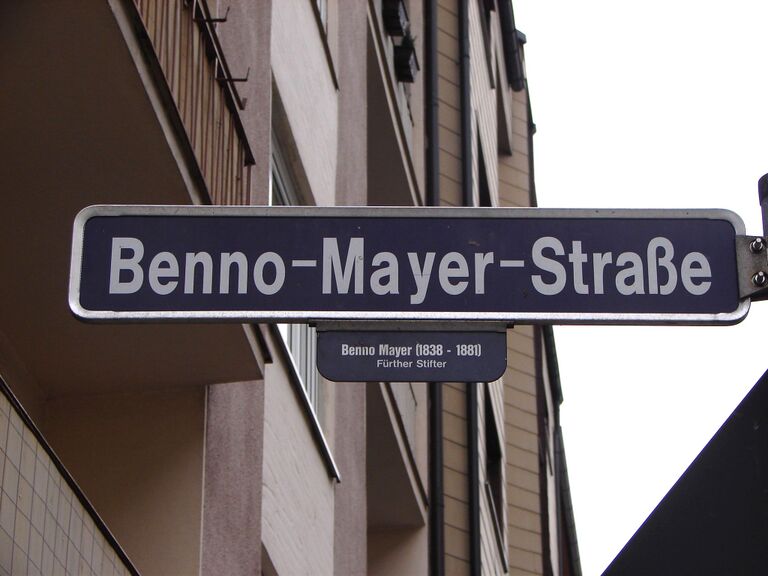 Benno-Mayer-Straße
Benno Mayer (1838 - 1881)
Fürther Stifter